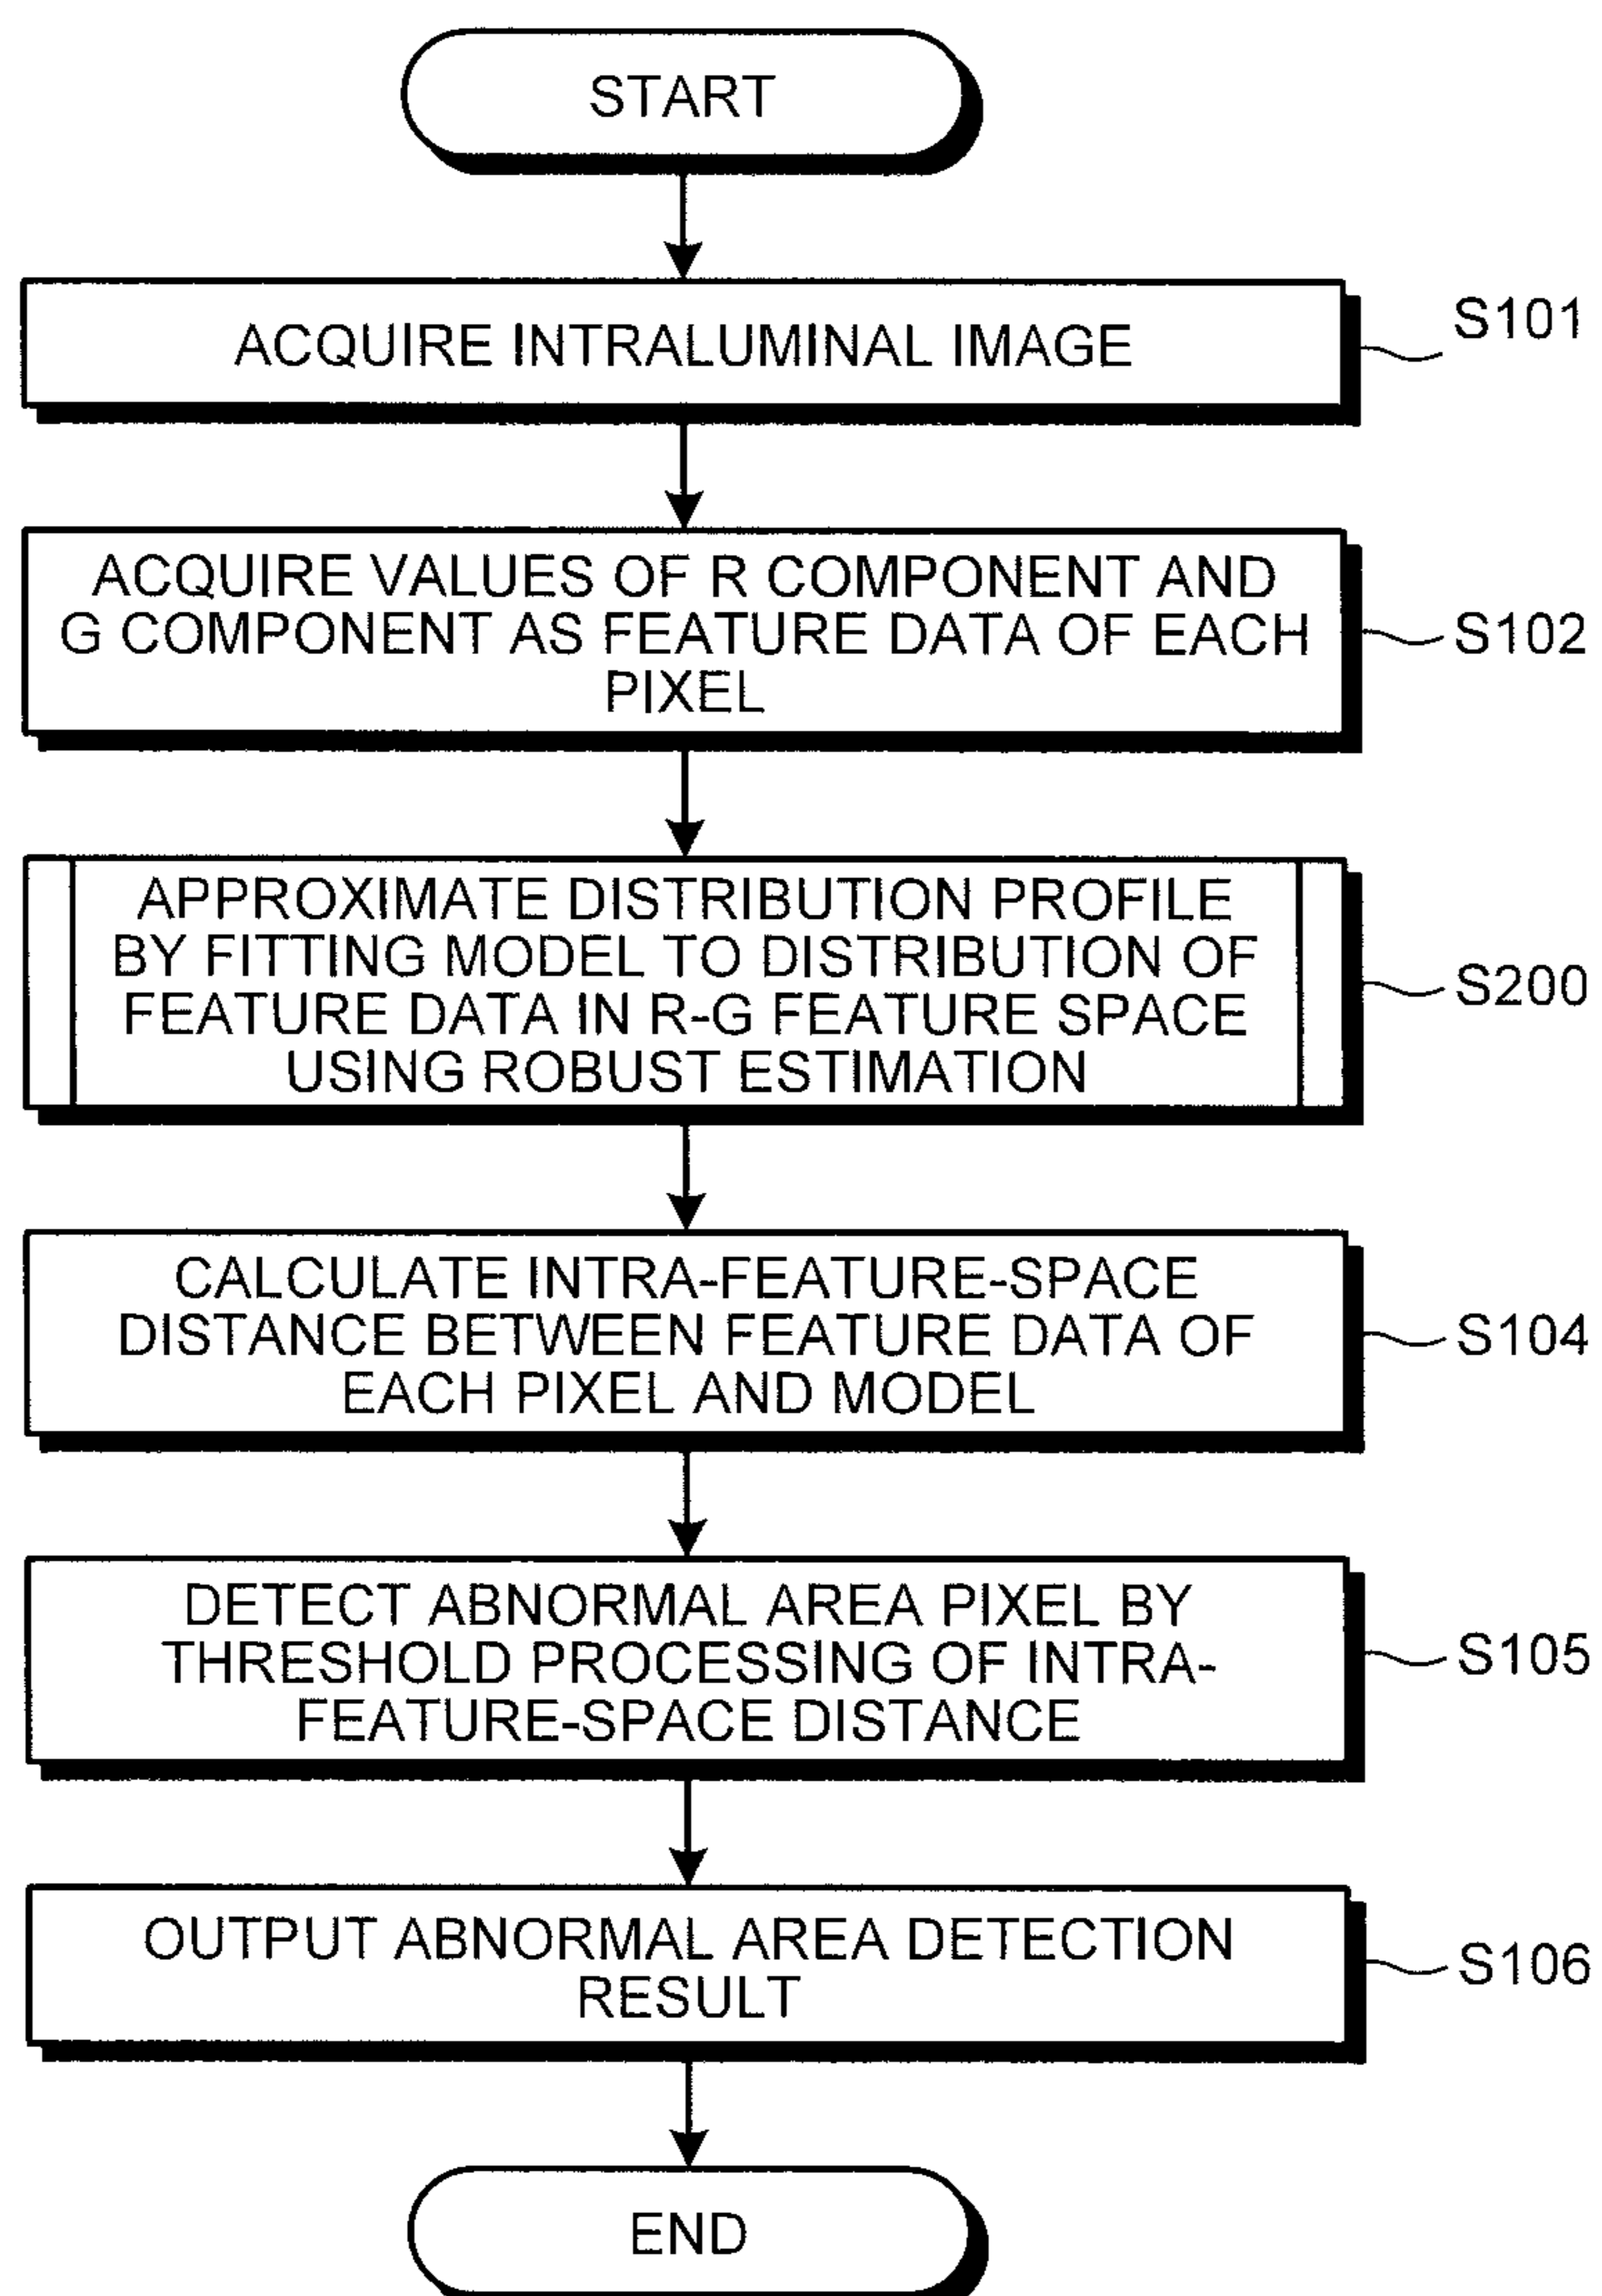 START
ACQUIRE INTRALUMINAL IMAGE
S101
ACQUIRE VALUES OF R COMPONENT AND
G COMPONENT AS FEATURE DATA OF EACH
PIXEL
S102
APPROXIMATE DISTRIBUTION PROFILE
BY FITTING MODEL TO DISTRIBUTION OF
FEATURE DATA IN R-G FEATURE SPACE
USING ROBUST ESTIMATION
S200
CALCULATE INTRA-FEATURE-SPACE
DISTANCE BETWEEN FEATURE DATA OF
EACH PIXEL AND MODEL
S104
DETECT ABNORMAL AREA PIXEL BY
THRESHOLD PROCESSING OF INTRA-
FEATURE-SPACE DISTANCE
S105
OUTPUT ABNORMAL AREA DETECTION
RESULT
S106
END